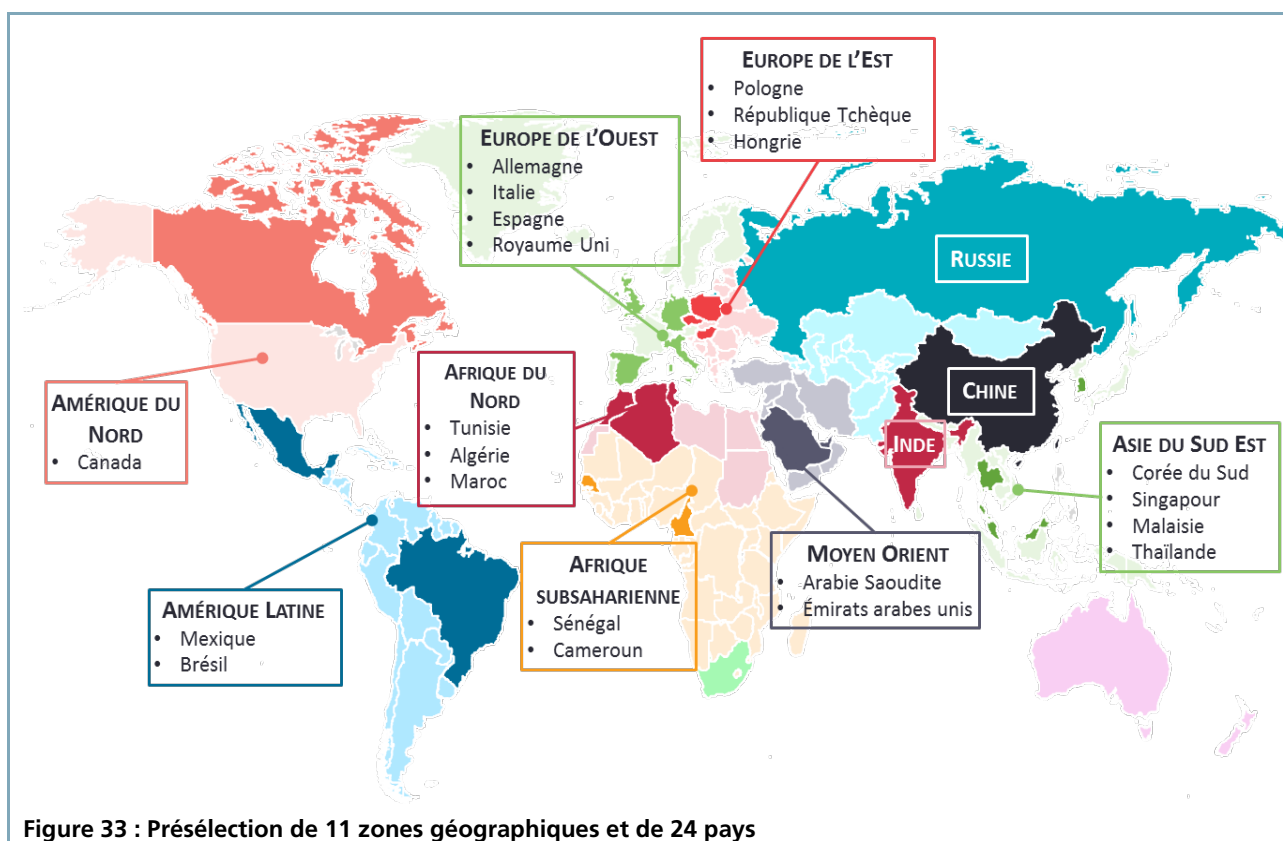 EUROPE DE L'EST
• Pologne
• République Tchèque
• Hongrie
EUROPE DE L'OUEST
• Allemagne
• Italie
• Espagne
• Royaume Uni
RUSSIE
CHINE
INDE
AMÉRIQUE DU
NORD
• Canada
AFRIQUE DU
NORD
• Tunisie
• Algérie
• Maroc
ASIE DU SUD EST
• Corée du Sud
• Singapour
• Malaisie
• Thaïlande
AMÉRIQUE LATINE
• Mexique
• Brésil
AFRIQUE
SUBSAHARIENNE
• Sénégal
• Cameroun
MOYEN ORIENT
• Arabie Saoudite
• Émirats arabes unis
Figure 33 : Présélection de 11 zones géographiques et de 24 pays